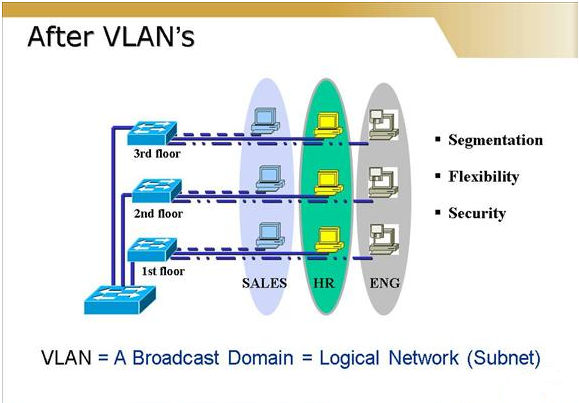 After VLAN's
3rd floor
2nd floor
1st floor
SALES HR ENG
▪ Segmentation
▪ Flexibility
▪ Security
VLAN = A Broadcast Domain = Logical Network (Subnet)